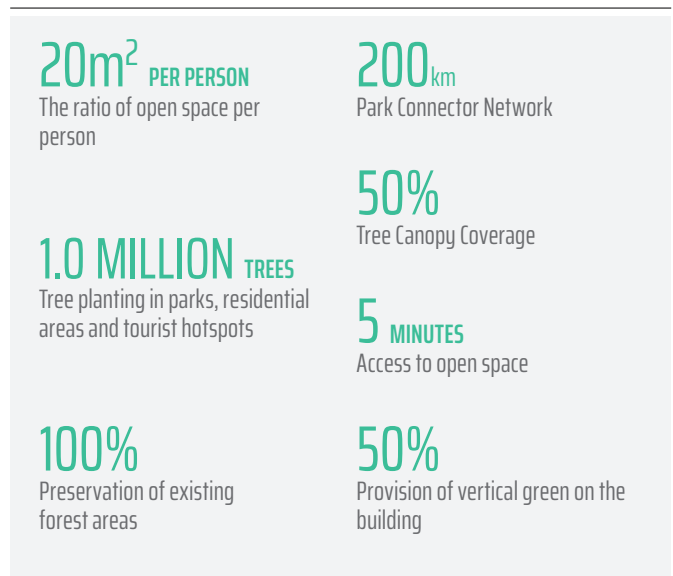 20m² PER PERSON
The ratio of open space per
person
1.0 MILLION TREES
Tree planting in parks, residential
areas and tourist hotspots
100%
Preservation of existing
forest areas
200km
Park Connector Network
50%
Tree Canopy Coverage
5 MINUTES
Access to open space
50%
Provision of vertical green on the
building